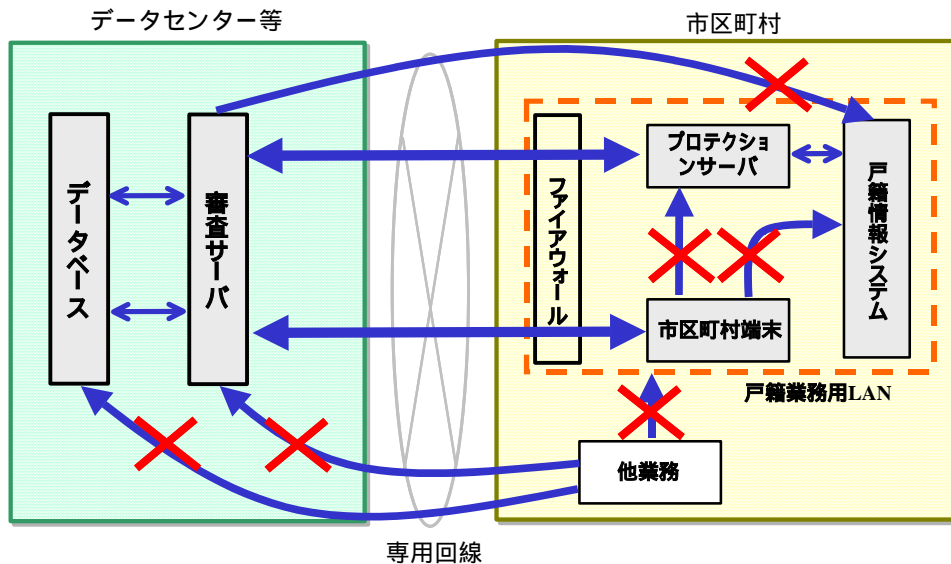 データセンター等
市区町村
データベース
審査サーバ
ファイアウォール
プロテクショ
ンサーバ
戸籍情報システム
市区町村端末
戸籍業務用LAN
他業務
専用回線